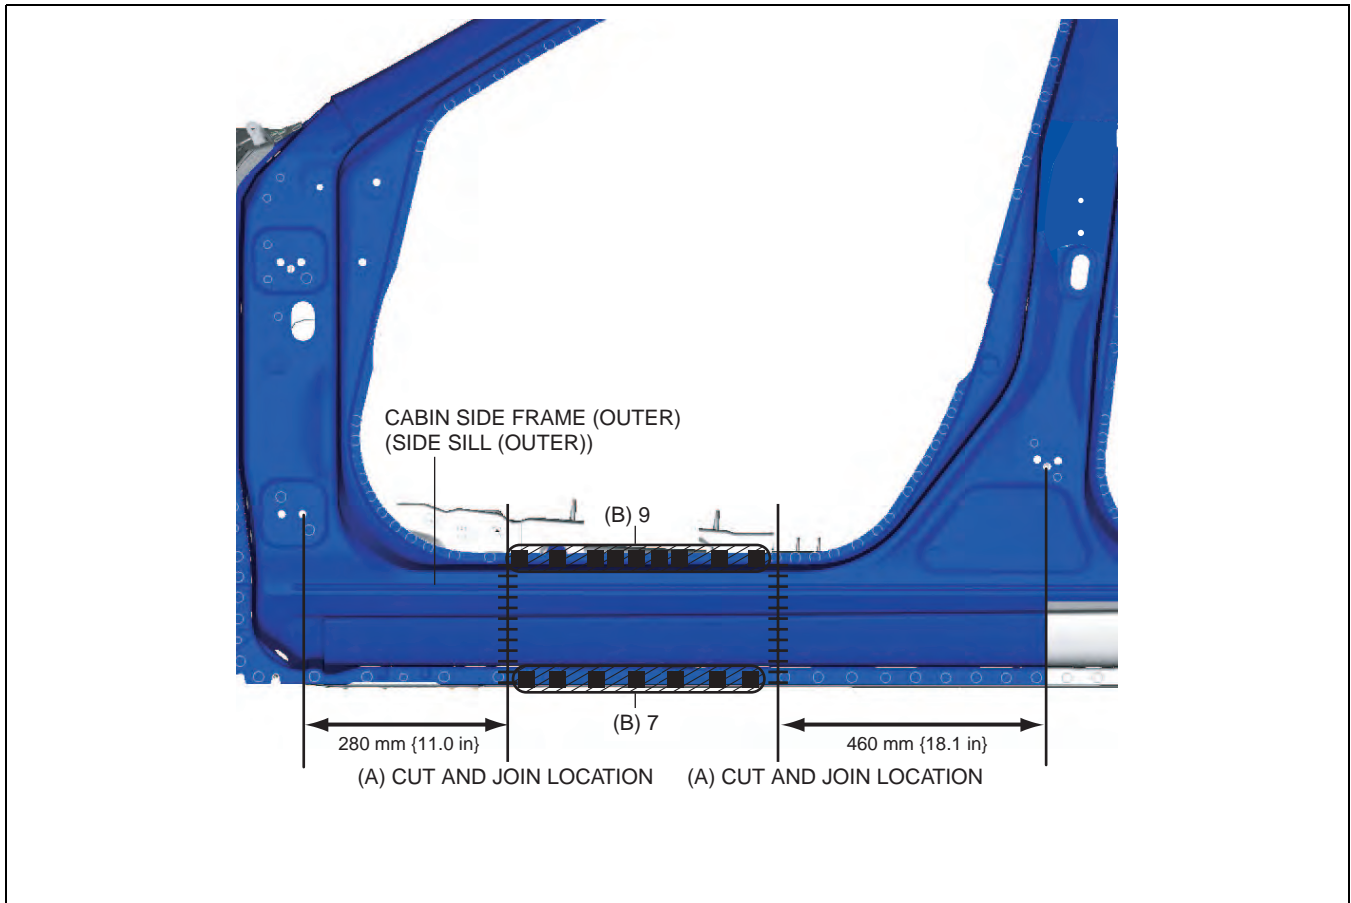 CABIN SIDE FRAME (OUTER)
(SIDE SILL (OUTER))
(B) 9
(B) 7
280 mm {11.0 in}
460 mm {18.1 in}
(A) CUT AND JOIN LOCATION
(A) CUT AND JOIN LOCATION